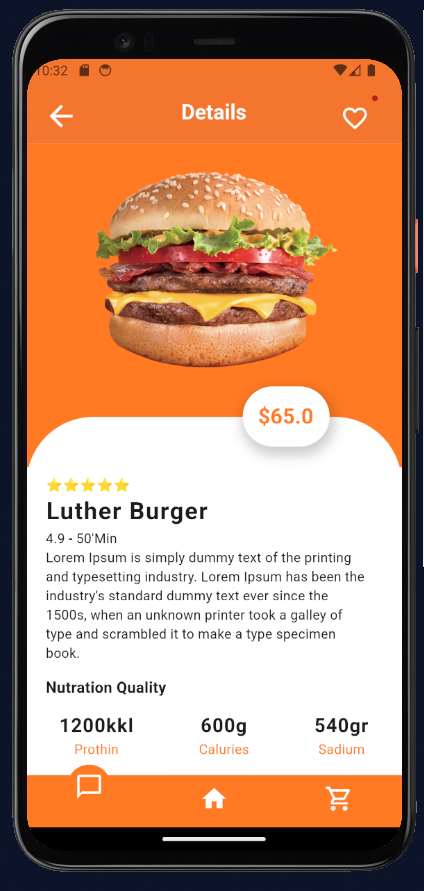 10:32
Details
$65.0
Luther Burger
4.9 - 50'Min
Lorem Ipsum is simply dummy text of the printing
and typesetting industry. Lorem Ipsum has been the
industry's standard dummy text ever since the
1500s, when an unknown printer took a galley of
type and scrambled it to make a type specimen
book.
Nutration Quality
1200kkl 600g 540gr
Prothin Caluries Sadium